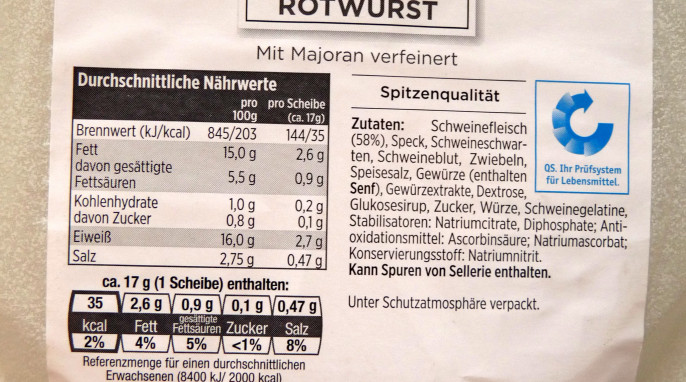 ROTWURST
Mit Majoran verfeinert
Durchschnittliche Nährwerte
pro 100g pro Scheibe (ca. 17g)
Brennwert (kJ/kcal) 845/203 144/35
Fett 15,0 g 2,6 g
davon gesättigte
Fettsäuren 5,5 g 0,9 g
Kohlenhydrate 1,0 g 0,2 g
davon Zucker 0,8 g 0,1 g
Eiweiß 16,0 g 2,7 g
Salz 2,75 g 0,47 g
ca. 17 g (1 Scheibe) enthalten:
35 2,6 g 0,9 g 0,1 g 0,47 g
kcal Fett gesättigte Fettsäuren Zucker Salz
2% 4% 5% <1% 8%
Referenzmenge für einen durchschnittlichen
Erwachsenen (8400 kJ/ 2000 kcal)
Spitzenqualität
Zutaten: Schweinefleisch
(58%), Speck, Schweineschwar-
ten, Schweineblut, Zwiebeln,
Speisesalz, Gewürze (enthalten
Senf), Gewürzextrakte, Dextrose,
Glukosesirup, Zucker, Würze, Schweinegelatine,
Stabilisatoren: Natriumcitrate, Diphosphate; Anti-
oxidationsmittel: Ascorbinsäure; Natriumascorbat;
Konservierungsstoff: Natriumnitrit.
Kann Spuren von Sellerie enthalten.
Unter Schutzatmosphäre verpackt.
QS. Ihr Prüfsystem
für Lebensmittel.